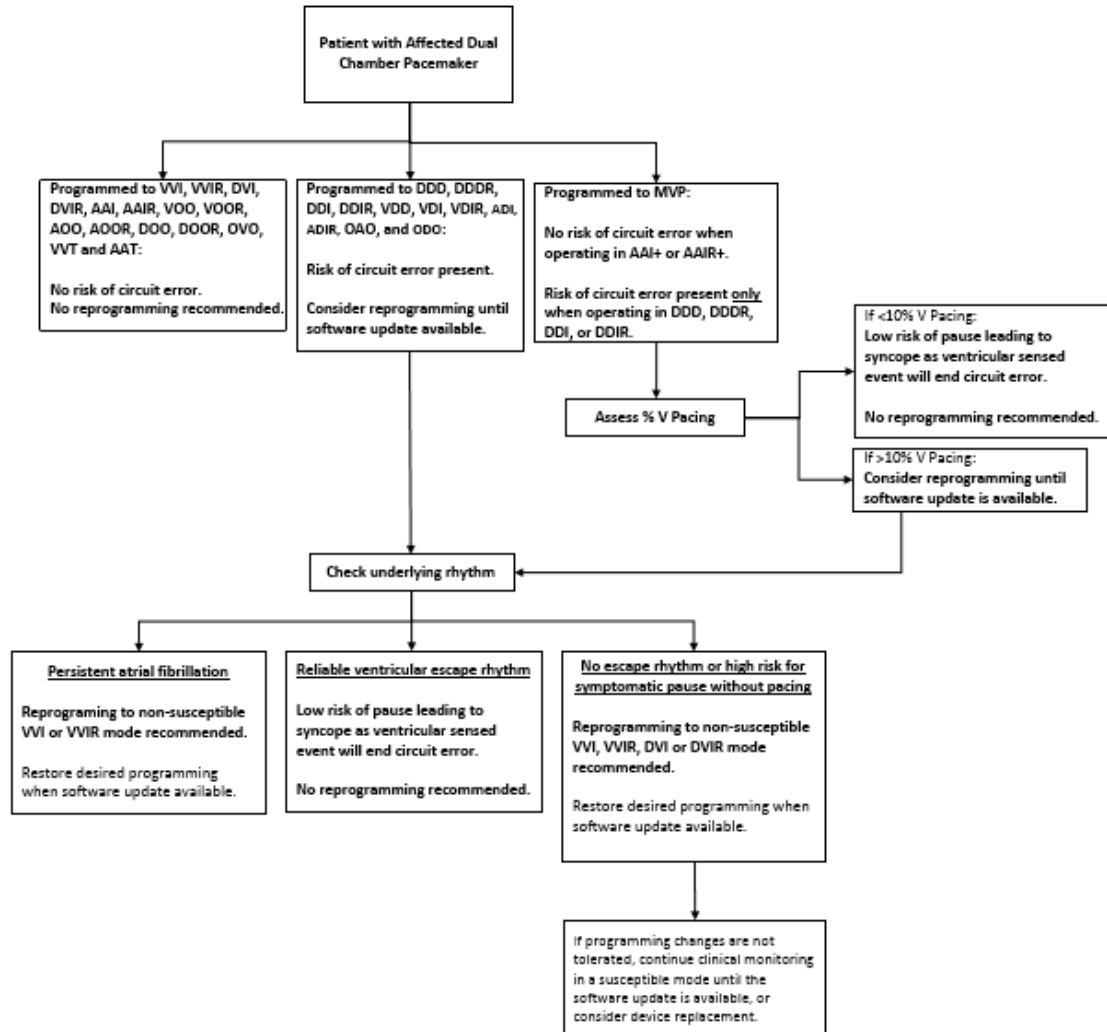 Patient with Affected Dual
Chamber Pacemaker
Programmed to VVI, VVIR, DVI,
DVIR, AAI, AAIR, VOO, VOOR,
AOO, AOOR, DOO, DOOR, OVO,
VVT and AAT:
No risk of circuit error.
No reprogramming recommended.
Programmed to DDD, DDDR,
DDI, DDIR, VDD, VDI, VDIR, ADI,
ADIR, OAO, and ODO:
Risk of circuit error present.
Consider reprogramming until
software update available.
Programmed to MVP:
No risk of circuit error when
operating in AAI+ or AAIR+.
Risk of circuit error present only
when operating in DDD, DDDR,
DDI, or DDIR.
Assess % V Pacing
If <10% V Pacing:
Low risk of pause leading to
syncope as ventricular sensed
event will end circuit error.
No reprogramming recommended.
If >10% V Pacing:
Consider reprogramming until
software update is available.
Check underlying rhythm
Persistent atrial fibrillation
Reprograming to non-susceptible
VVI or VVIR mode recommended.
Restore desired programming
when software update available.
Reliable ventricular escape rhythm
Low risk of pause leading to
syncope as ventricular sensed
event will end circuit error.
No reprogramming recommended.
No escape rhythm or high risk for
symptomatic pause without pacing
Reprogramming to non-susceptible
VVI, VVIR, DVI or DVIR mode
recommended.
Restore desired programming when
software update available.
If programming changes are not
tolerated, continue clinical monitoring
in a susceptible mode until the
software update is available, or
consider device replacement.